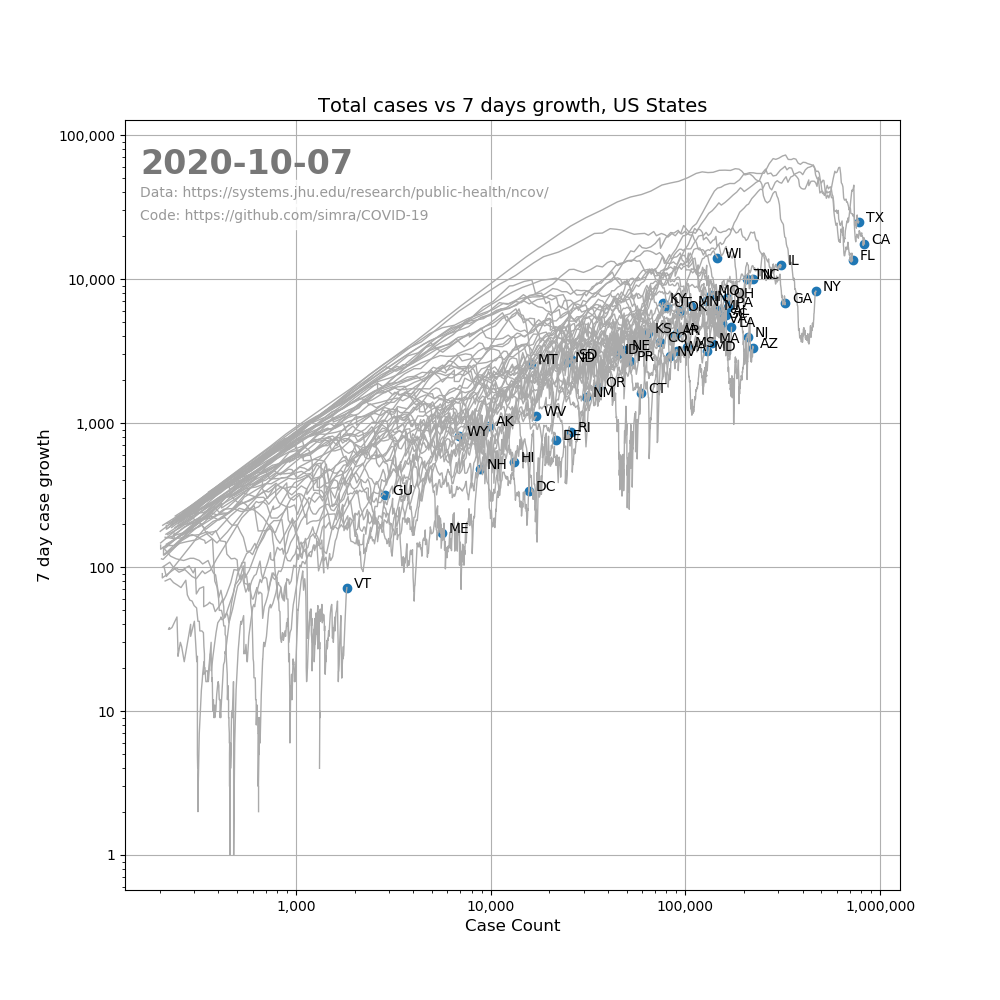 Total cases vs 7 days growth, US States
2020-10-07
Data: https://systems.jhu.edu/research/public-health/ncov/
Code: https://github.com/simra/COVID-19
100,000
10,000
1,000
100
10
1
7 day case growth
TX
CA
FL
WI
IL
NY
GA
NC
MO
OH
PA
KY
UT
OK
MN
LA
NJ
AZ
KS
CO
AR
MA
MD
MS
NV
NE
ID
PR
SD
ND
MT
OR
NM
CT
WV
AK
WY
RI
DE
NH
HI
DC
GU
ME
VT
1,000
10,000
100,000
1,000,000
Case Count